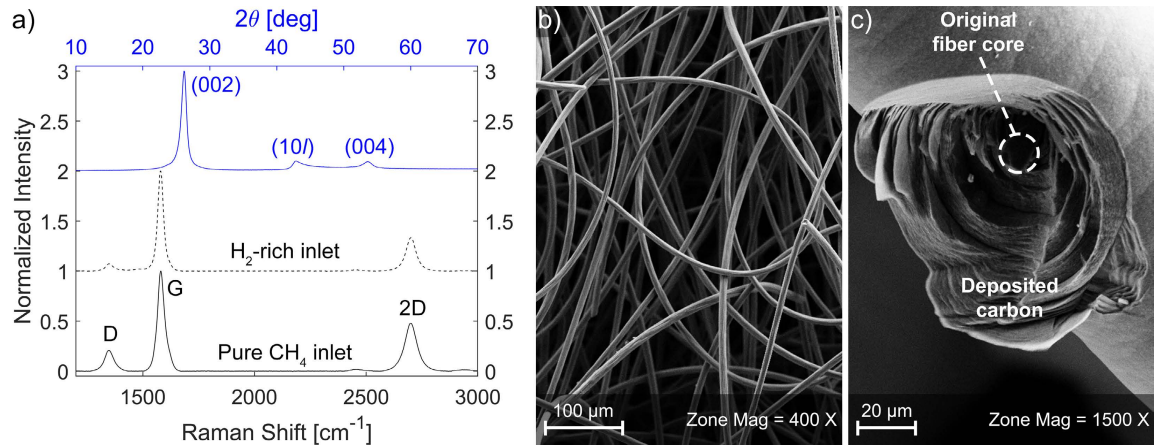 a)
2θ [deg]
10 20 30 40 50 60 70
3
(002)
(10l)
(004)
3
2.5
2.5
2
2
1.5
1.5
H₂-rich inlet
1
1
G
2D
0.5
0.5
D
Pure CH₄ inlet
0
0
1500 2000 2500 3000
Raman Shift [cm⁻¹]
Normalized Intensity
b)
100 µm
Zone Mag = 400 X
c)
Original
fiber core
Deposited
carbon
20 µm
Zone Mag = 1500 X